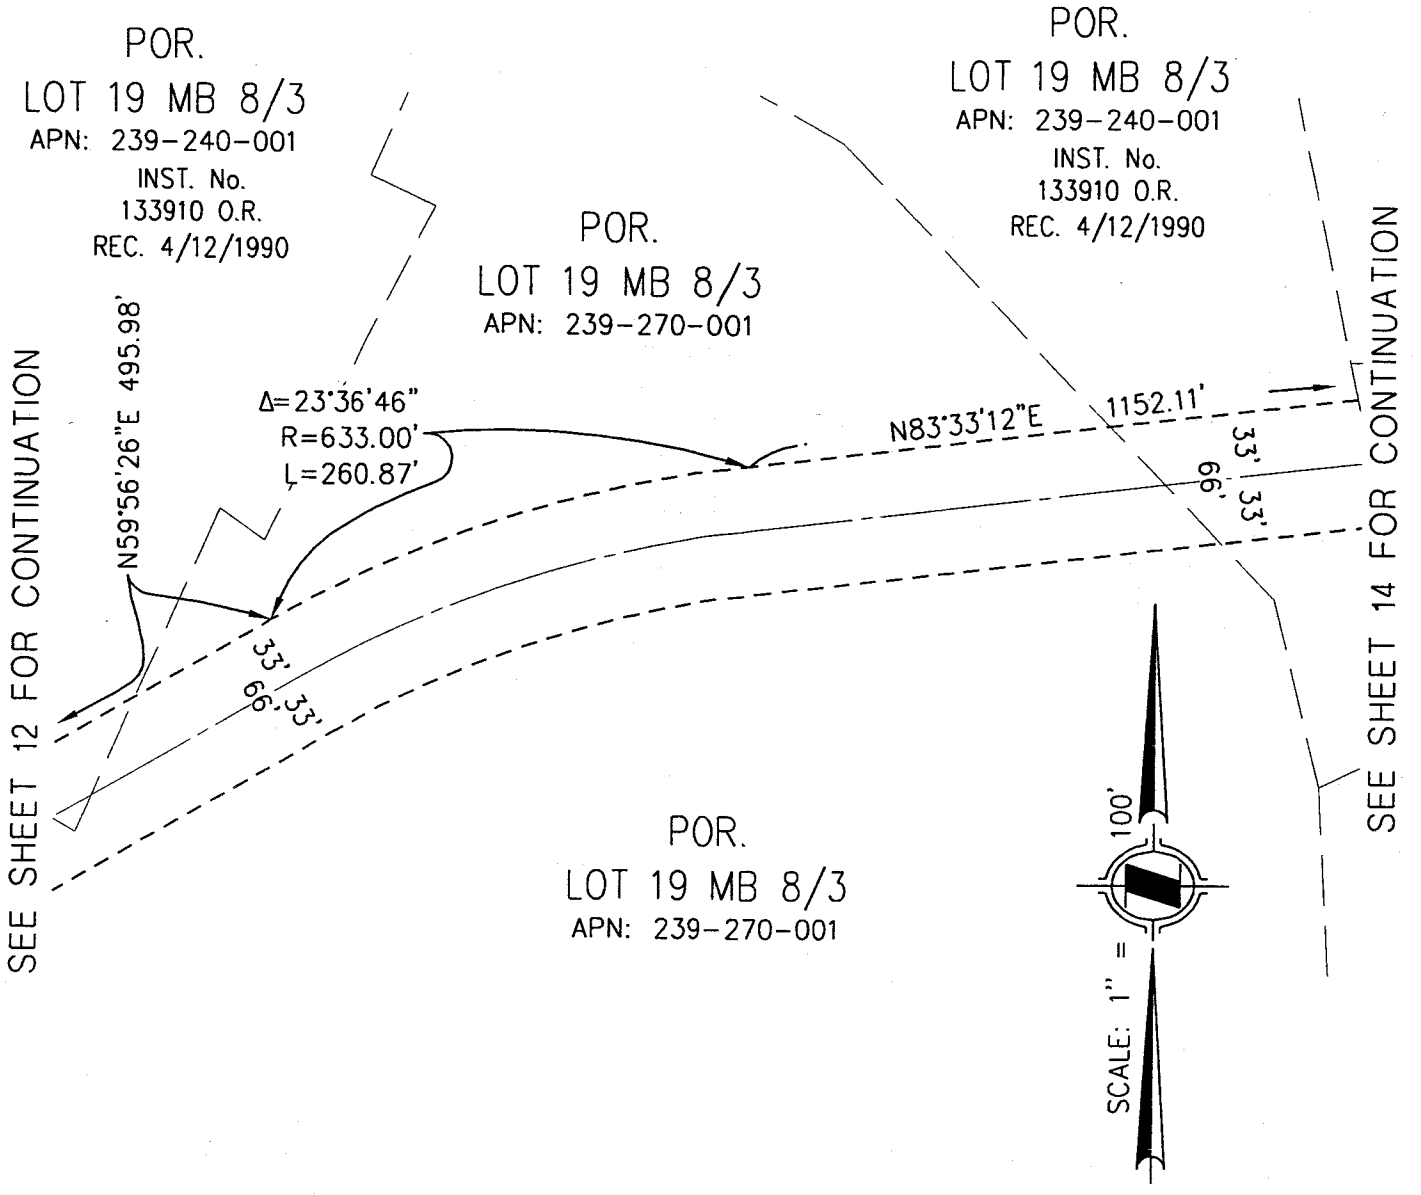 POR.
LOT 19 MB 8/3
APN: 239-240-001
INST. No.
133910 O.R.
REC. 4/12/1990
POR.
LOT 19 MB 8/3
APN: 239-240-001
INST. No.
133910 O.R.
REC. 4/12/1990
POR.
LOT 19 MB 8/3
APN: 239-270-001
N59°56'26"E 495.98'
Δ=23°36'46"
R=633.00'
L=260.87'
N83°33'12"E 1152.11'
33'
66'
33'
33'
66'
33'
SEE SHEET 12 FOR CONTINUATION
SEE SHEET 14 FOR CONTINUATION
POR.
LOT 19 MB 8/3
APN: 239-270-001
SCALE: 1" = 100'